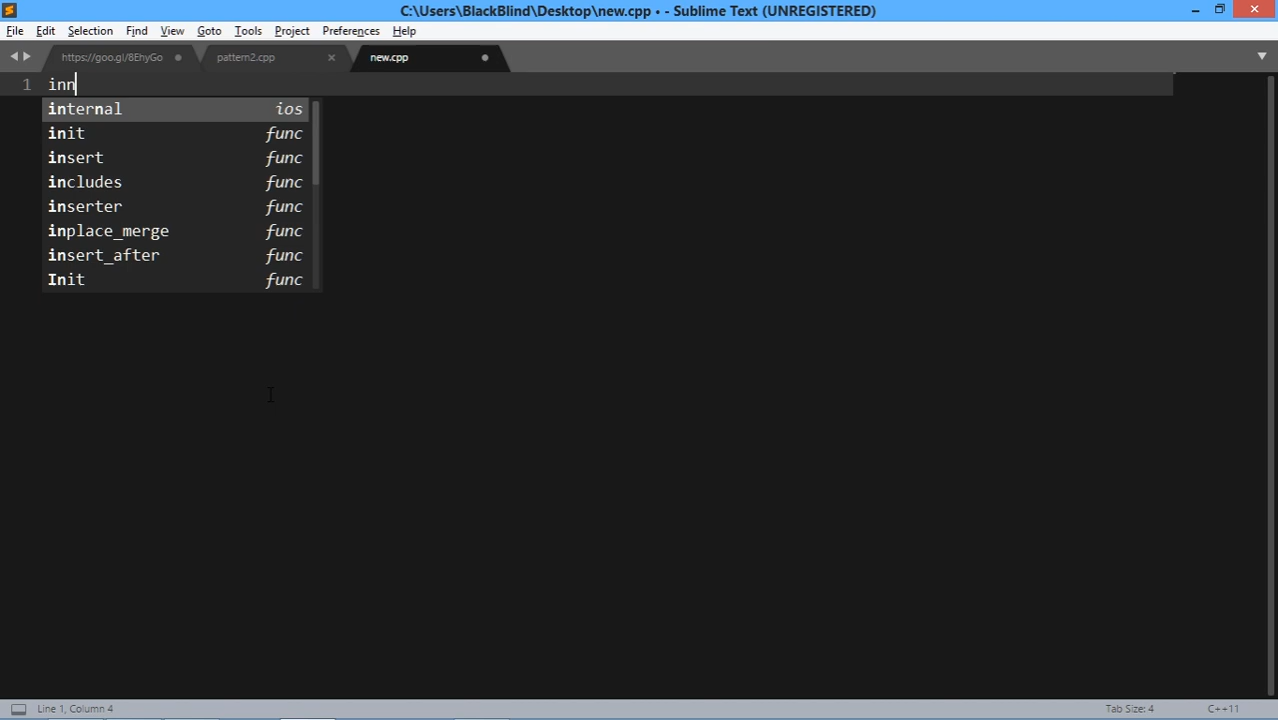 C:\Users\BlackBlind\Desktop\new.cpp • - Sublime Text (UNREGISTERED)
File Edit Selection Find View Goto Tools Project Preferences Help
https://goo.gl/8EhyGo pattern2.cpp new.cpp
1 inn
internal ios
init func
insert func
includes func
inserter func
inplace_merge func
insert_after func
Init func
Line 1, Column 4 Tab Size: 4 C++11